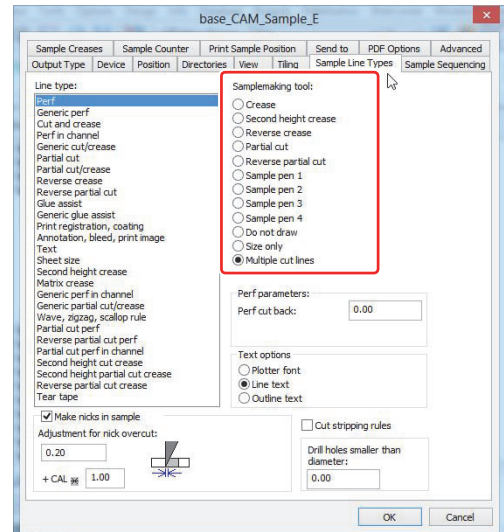 base_CAM_Sample_E
Sample Creases Sample Counter Print Sample Position Send to PDF Options Advanced
Output Type Device Position Directories View Tiling Sample Line Types Sample Sequencing
Line type:
Perf
Generic perf
Cut and crease
Perf in channel
Generic cut/crease
Partial cut
Partial cut/crease
Reverse crease
Reverse partial cut
Glue assist
Generic glue assist
Print registration, coating
Annotation, bleed, print image
Text
Sheet size
Second height crease
Matrix crease
Generic perf in channel
Generic partial cut/crease
Wave, zigzag, scallop rule
Partial cut perf
Reverse partial cut perf
Partial cut perf in channel
Second height cut crease
Second height partial cut crease
Reverse partial cut crease
Tear tape
Samplemaking tool:
Crease
Second height crease
Reverse crease
Partial cut
Reverse partial cut
Sample pen 1
Sample pen 2
Sample pen 3
Sample pen 4
Do not draw
Size only
Multiple cut lines
Perf parameters:
Perf cut back: 0.00
Text options
Plotter font
Line text
Outline text
Make nicks in sample
Adjustment for nick overcut:
0.20
+ CAL 1.00
Cut stripping rules
Drill holes smaller than
diameter:
0.00
OK Cancel